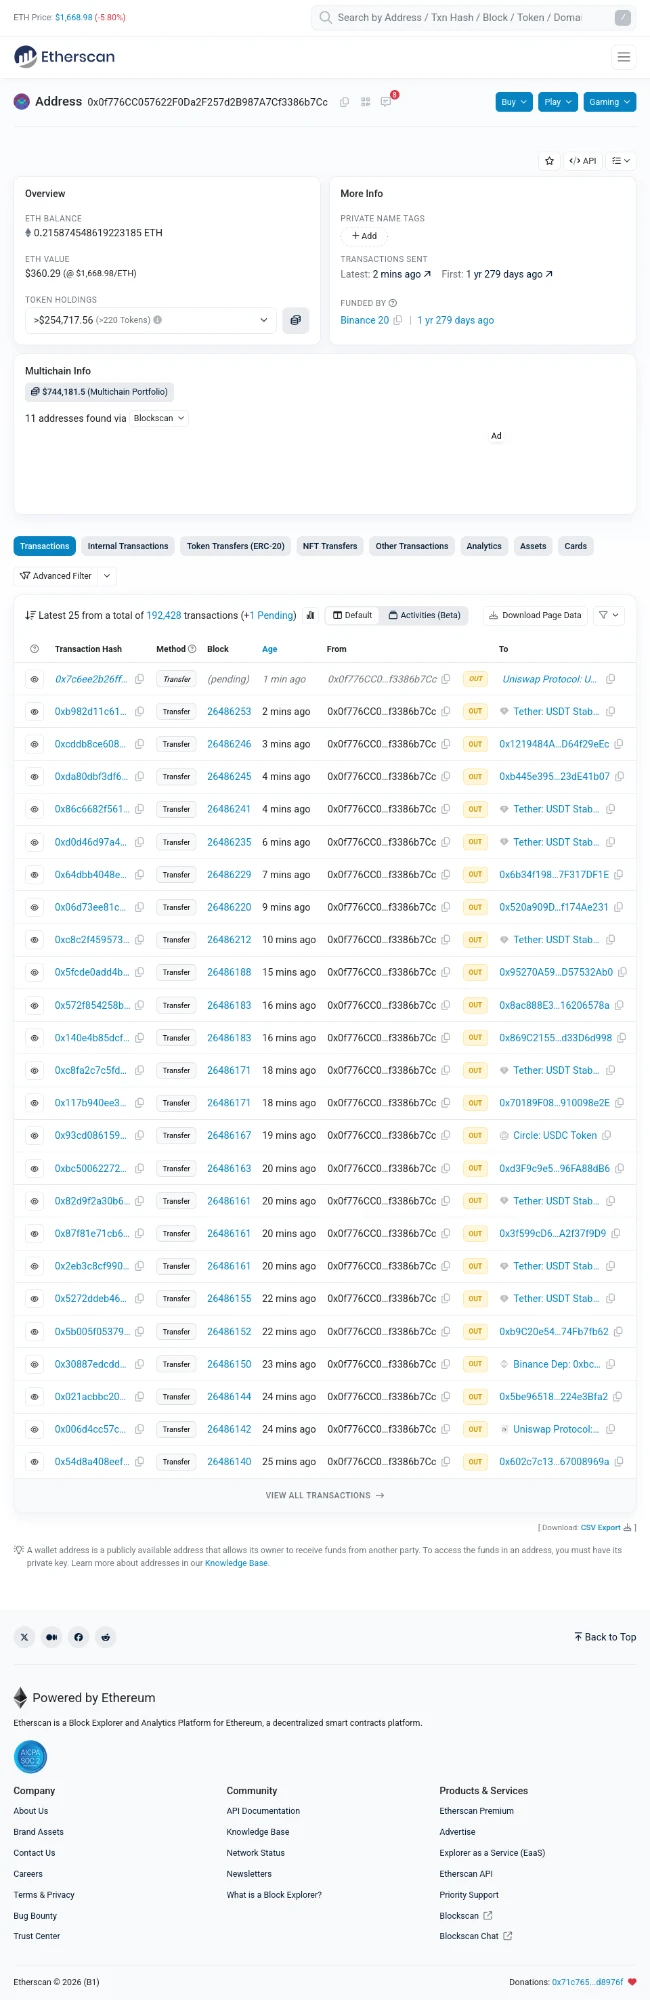 ETH Price: $1,668.98 (-5.80%)
Search by Address / Txn Hash / Block / Token / Domai
/
Etherscan
Address 0x0f776CC057622F0Da2F257d2B987A7Cf3386b7Cc
8
Buy
Play
Gaming
API
Overview
ETH BALANCE
0.215874548619223185 ETH
ETH VALUE
$360.29 (@ $1,668.98/ETH)
TOKEN HOLDINGS
>$254,717.56 (>220 Tokens)
More Info
PRIVATE NAME TAGS
+ Add
TRANSACTIONS SENT
Latest: 2 mins ago ↗ First: 1 yr 279 days ago ↗
FUNDED BY
Binance 20 | 1 yr 279 days ago
Multichain Info
$744,181.5 (Multichain Portfolio)
11 addresses found via Blockscan
Ad
Transactions
Internal Transactions
Token Transfers (ERC-20)
NFT Transfers
Other Transactions
Analytics
Assets
Cards
Advanced Filter
Latest 25 from a total of 192,428 transactions (+1 Pending)
Default
Activities (Beta)
Download Page Data
Transaction Hash Method Block Age From To
0x7c6ee2b26ff... Transfer (pending) 1 min ago 0x0f776CC0...f3386b7Cc OUT Uniswap Protocol: U...
0xb982d11c61... Transfer 26486253 2 mins ago 0x0f776CC0...f3386b7Cc OUT Tether: USDT Stab...
0xcddb8ce608... Transfer 26486246 3 mins ago 0x0f776CC0...f3386b7Cc OUT 0x1219484A...D64f29eEc
0xda80dbf3df6... Transfer 26486245 4 mins ago 0x0f776CC0...f3386b7Cc OUT 0xb445e395...23dE41b07
0x86c6682f561... Transfer 26486241 4 mins ago 0x0f776CC0...f3386b7Cc OUT Tether: USDT Stab...
0xd0d46d97a4... Transfer 26486235 6 mins ago 0x0f776CC0...f3386b7Cc OUT Tether: USDT Stab...
0x64dbb4048e... Transfer 26486229 7 mins ago 0x0f776CC0...f3386b7Cc OUT 0x6b34f198...7F317DF1E
0x06d73ee81c... Transfer 26486220 9 mins ago 0x0f776CC0...f3386b7Cc OUT 0x520a909D...f174Ae231
0xc8c2f459573... Transfer 26486212 10 mins ago 0x0f776CC0...f3386b7Cc OUT Tether: USDT Stab...
0x5fcde0add4b... Transfer 26486188 15 mins ago 0x0f776CC0...f3386b7Cc OUT 0x95270A59...D57532Ab0
0x572f854258b... Transfer 26486183 16 mins ago 0x0f776CC0...f3386b7Cc OUT 0x8ac888E3...16206578a
0x140e4b85dcf... Transfer 26486183 16 mins ago 0x0f776CC0...f3386b7Cc OUT 0x869C2155...d33D6d998
0xc8fa2c7c5fd... Transfer 26486171 18 mins ago 0x0f776CC0...f3386b7Cc OUT Tether: USDT Stab...
0x117b940ee3... Transfer 26486171 18 mins ago 0x0f776CC0...f3386b7Cc OUT 0x70189F08...910098e2E
0x93cd086159... Transfer 26486167 19 mins ago 0x0f776CC0...f3386b7Cc OUT Circle: USDC Token
0xbc50062272... Transfer 26486163 20 mins ago 0x0f776CC0...f3386b7Cc OUT 0xd3F9c9e5...96FA88dB6
0x82d9f2a30b6... Transfer 26486161 20 mins ago 0x0f776CC0...f3386b7Cc OUT Tether: USDT Stab...
0x87f81e71cb6... Transfer 26486161 20 mins ago 0x0f776CC0...f3386b7Cc OUT 0x3f599cD6...A2f37f9D9
0x2eb3c8cf990... Transfer 26486161 20 mins ago 0x0f776CC0...f3386b7Cc OUT Tether: USDT Stab...
0x5272ddeb46... Transfer 26486155 22 mins ago 0x0f776CC0...f3386b7Cc OUT Tether: USDT Stab...
0x5b005f05379... Transfer 26486152 22 mins ago 0x0f776CC0...f3386b7Cc OUT 0xb9C20e54...74Fb7fb62
0x30887edcdd... Transfer 26486150 23 mins ago 0x0f776CC0...f3386b7Cc OUT Binance Dep: 0xbc...
0x021acbbc20... Transfer 26486144 24 mins ago 0x0f776CC0...f3386b7Cc OUT 0x5be96518...224e3Bfa2
0x006d4cc57c... Transfer 26486142 24 mins ago 0x0f776CC0...f3386b7Cc OUT Uniswap Protocol:...
0x54d8a408eef... Transfer 26486140 25 mins ago 0x0f776CC0...f3386b7Cc OUT 0x602c7c13...67008969a
VIEW ALL TRANSACTIONS →
[ Download: CSV Export ]
A wallet address is a publicly available address that allows its owner to receive funds from another party. To access the funds in an address, you must have its
private key. Learn more about addresses in our Knowledge Base.
Back to Top
Powered by Ethereum
Etherscan is a Block Explorer and Analytics Platform for Ethereum, a decentralized smart contracts platform.
AICPA
SOC 2
Company
About Us
Brand Assets
Contact Us
Careers
Terms & Privacy
Bug Bounty
Trust Center
Community
API Documentation
Knowledge Base
Network Status
Newsletters
What is a Block Explorer?
Products & Services
Etherscan Premium
Advertise
Explorer as a Service (EaaS)
Etherscan API
Priority Support
Blockscan
Blockscan Chat
Etherscan © 2026 (B1)
Donations: 0x71c765...d8976f